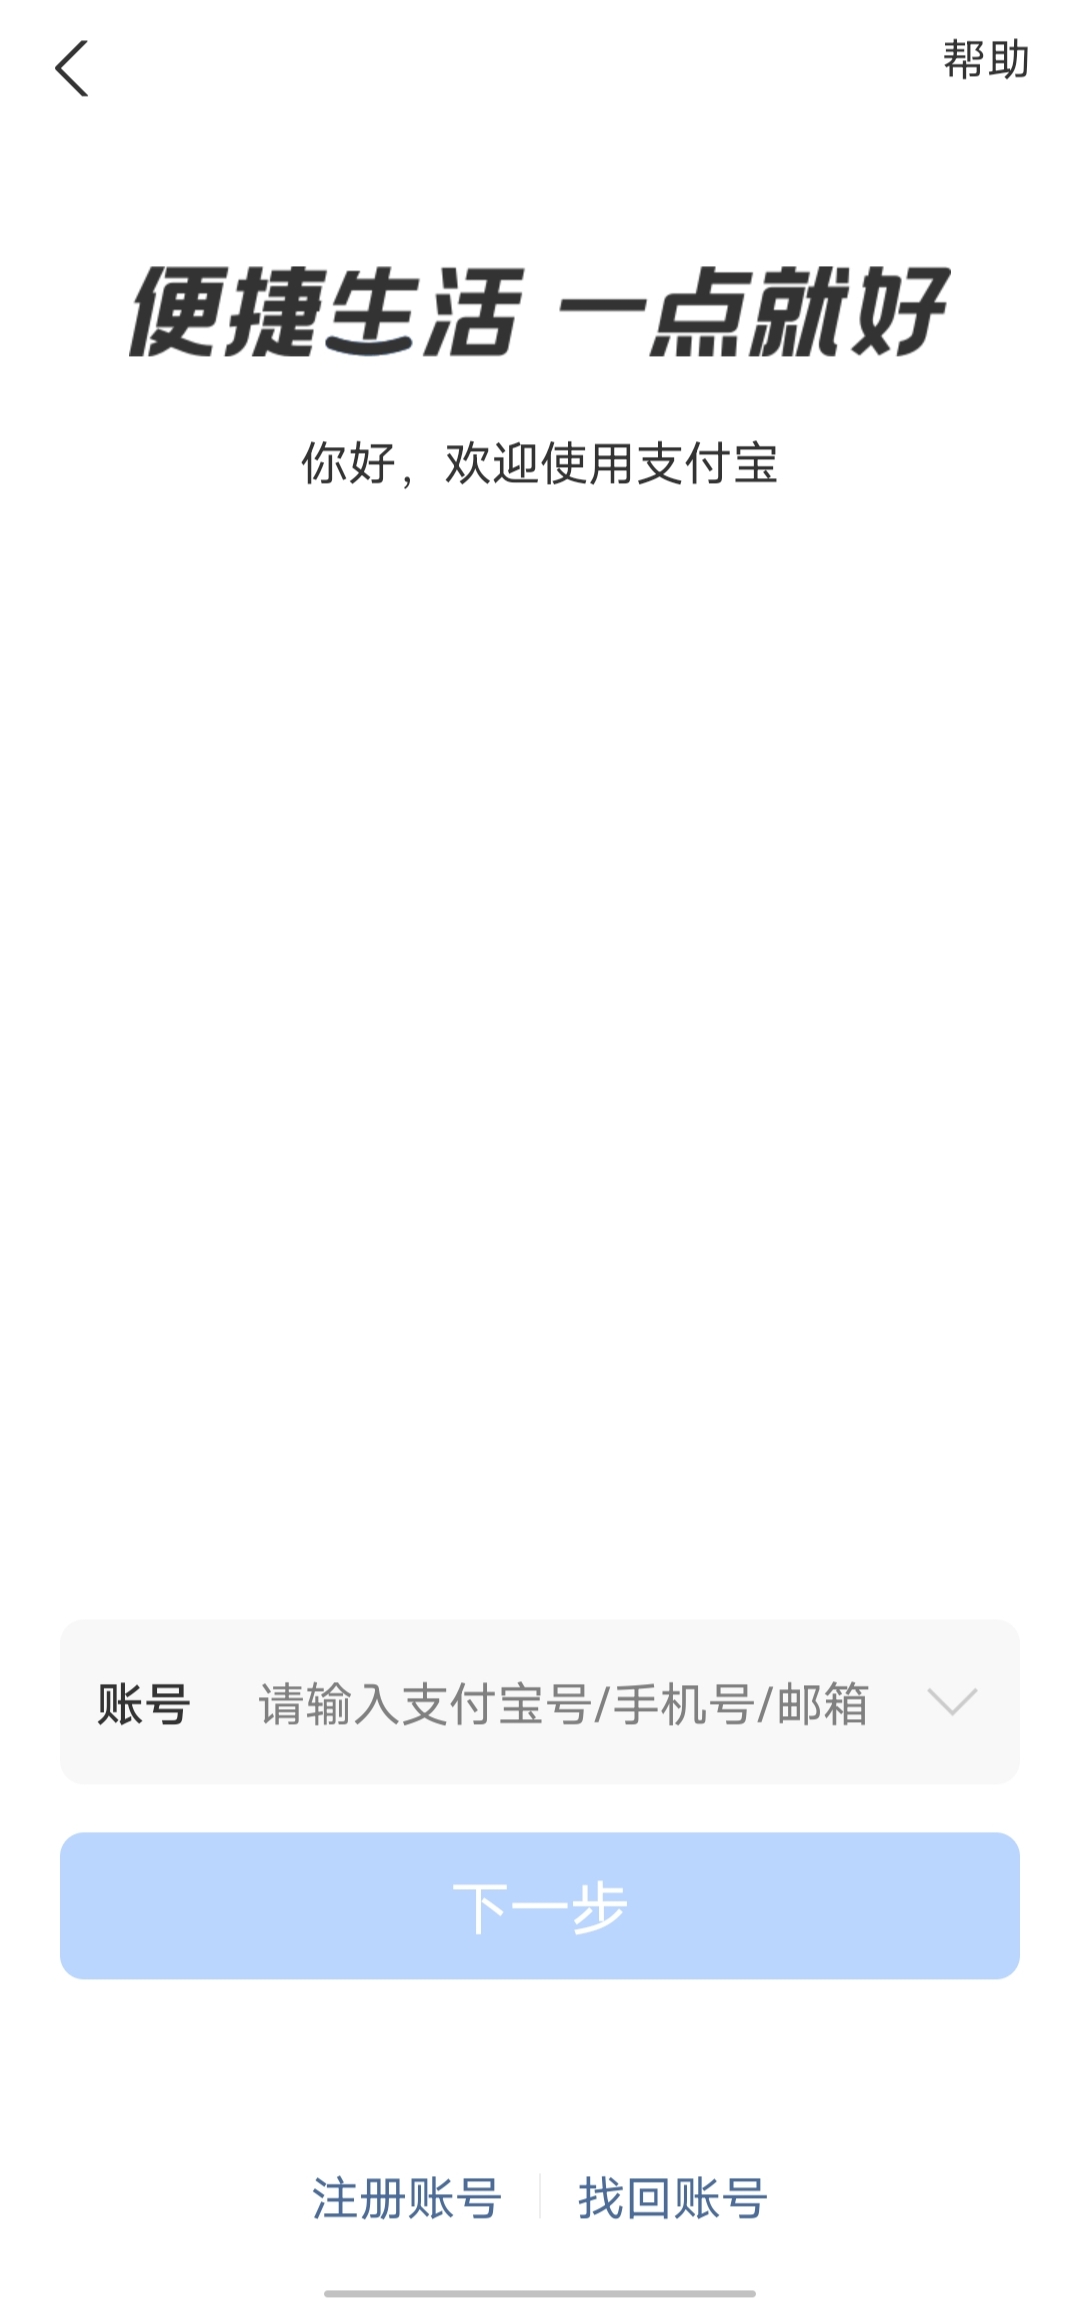 帮助
便捷生活 一点就好
你好，欢迎使用支付宝
账号 请输入支付宝号/手机号/邮箱
下一步
注册账号 找回账号